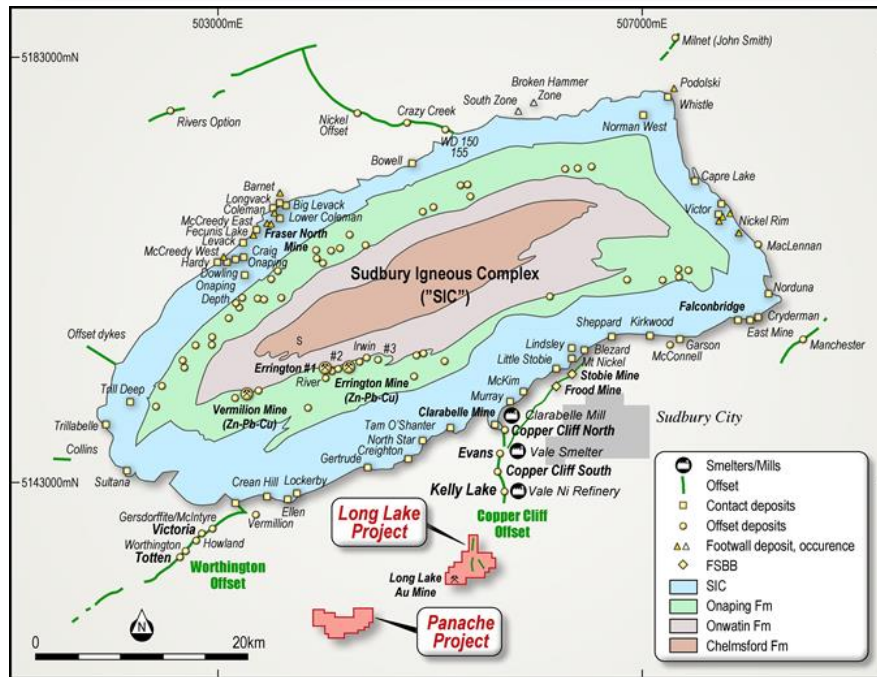 503000mE
507000mE
5183000mN
5143000mN
Milnet (John Smith)
Broken Hammer
Zone
South Zone
Podolski
Whistle
Norman West
Rivers Option
Nickel
Offset
Crazy Creek
WD 150
155
Bowell
Capre Lake
Victor
Nickel Rim
MacLennan
Norduna
Barnet
Longvack
Coleman
Big Levack
Lower Coleman
McCreedy East
Fecunis Lake
Fraser North
Mine
Levack
McCreedy West
Hardy
Craig
Onaping
Dowling
Onaping
Depth
Sudbury Igneous Complex
("SIC")
Falconbridge
Cryderman
East Mine
Manchester
Offset dykes
S
Errington #1
#2
Irwin
#3
River
Errington Mine
(Zn-Pb-Cu)
Vermilion Mine
(Zn-Pb-Cu)
Sheppard
Kirkwood
Garson
McConnell
Lindsley
Blezard
Little Stobie
Mt Nickel
Stobie Mine
Frood Mine
McKim
Murray
Trill Deep
Trillabelle
Collins
Sultana
Clarabelle Mine
Clarabelle Mill
Sudbury City
Tam O'Shanter
North Star
Creighton
Gertrude
Copper Cliff North
Evans
Vale Smelter
Copper Cliff South
Kelly Lake
Vale Ni Refinery
Copper Cliff
Offset
Crean Hill
Lockerby
Ellen
Vermillion
Gersdorffite/McIntyre
Victoria
Howland
Worthington
Totten
Worthington
Offset
Long Lake
Project
Long Lake
Au Mine
Panache
Project
N
0
20km
Smelters/Mills
Offset
Contact deposits
Offset deposits
Footwall deposit, occurence
FSBB
SIC
Onaping Fm
Onwatin Fm
Chelmsford Fm